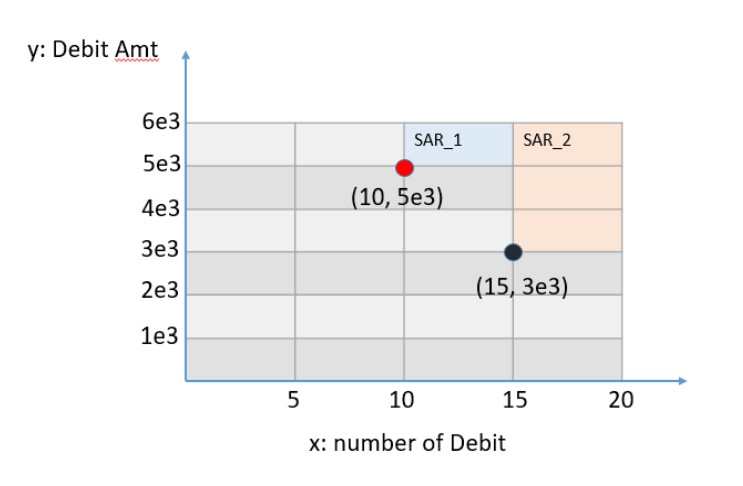 y: Debit Amt
6e3
SAR_1
SAR_2
5e3
(10, 5e3)
4e3
3e3
(15, 3e3)
2e3
1e3
5
10
15
20
x: number of Debit